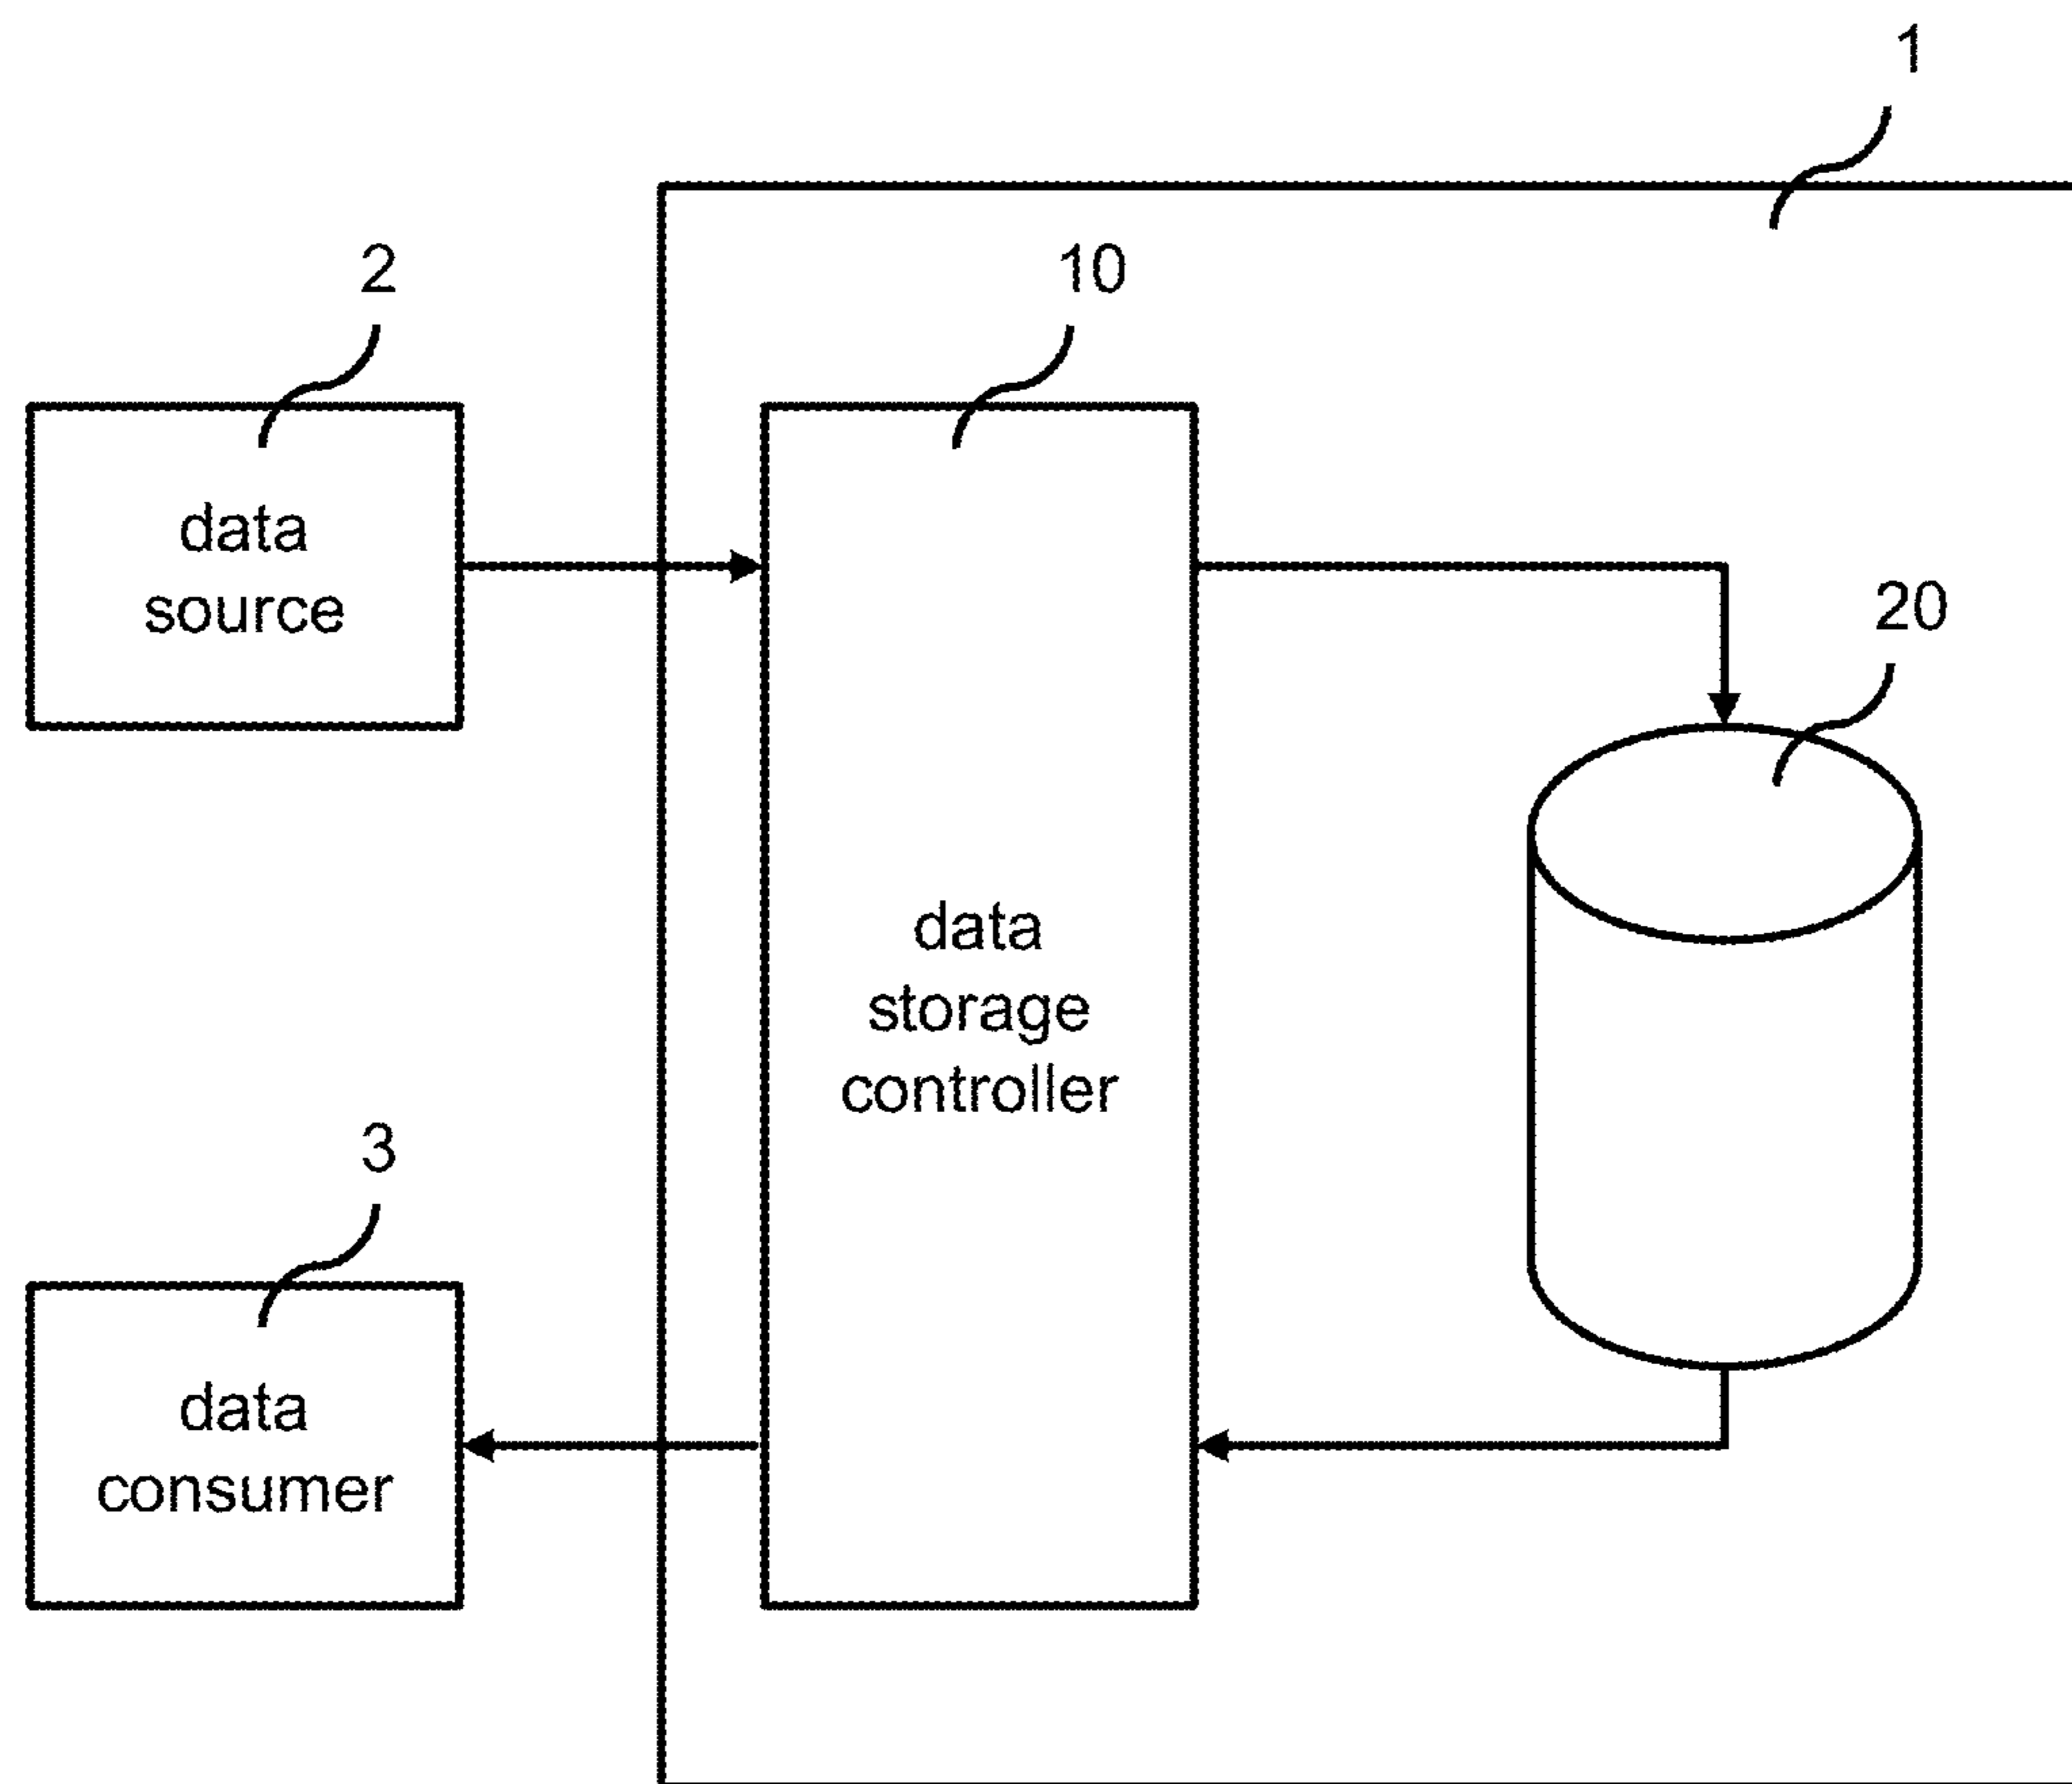 1
2
10
data
source
20
data
storage
controller
3
data
consumer